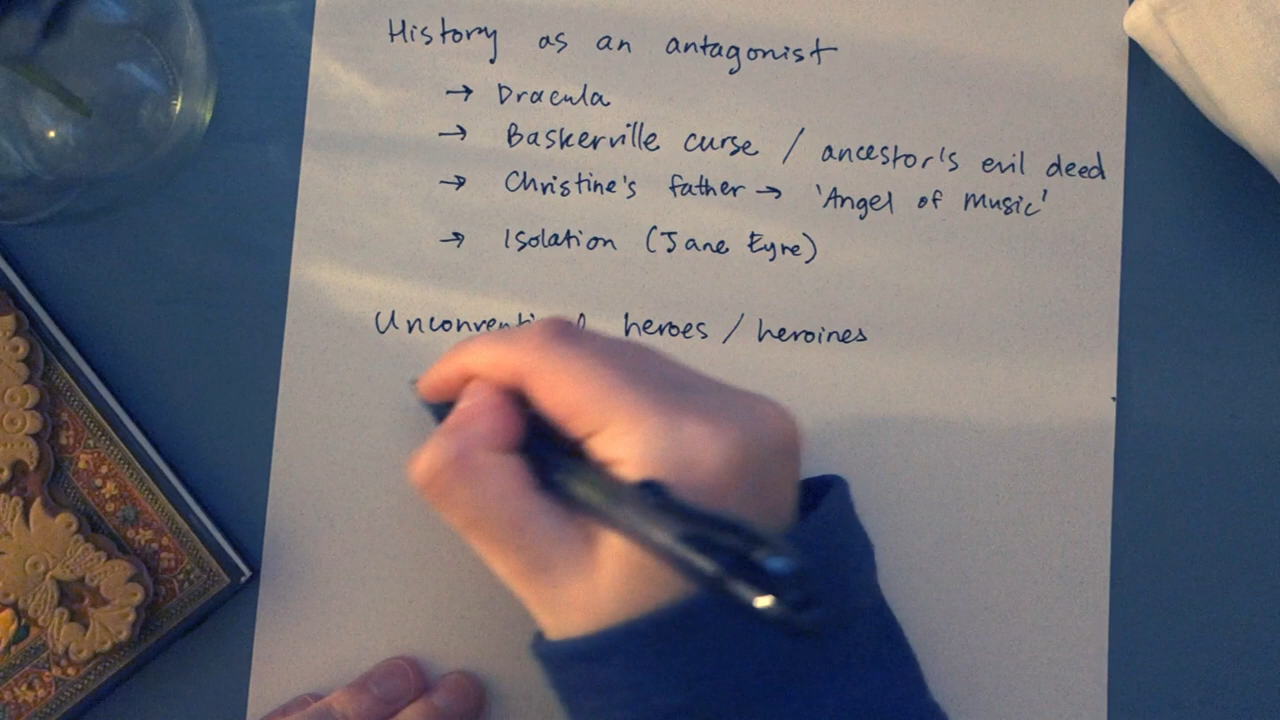 History as an antagonist
→ Dracula
→ Baskerville curse / ancestor's evil deed
→ Christine's father → 'Angel of Music'
→ Isolation (Jane Eyre)
heroes / heroines